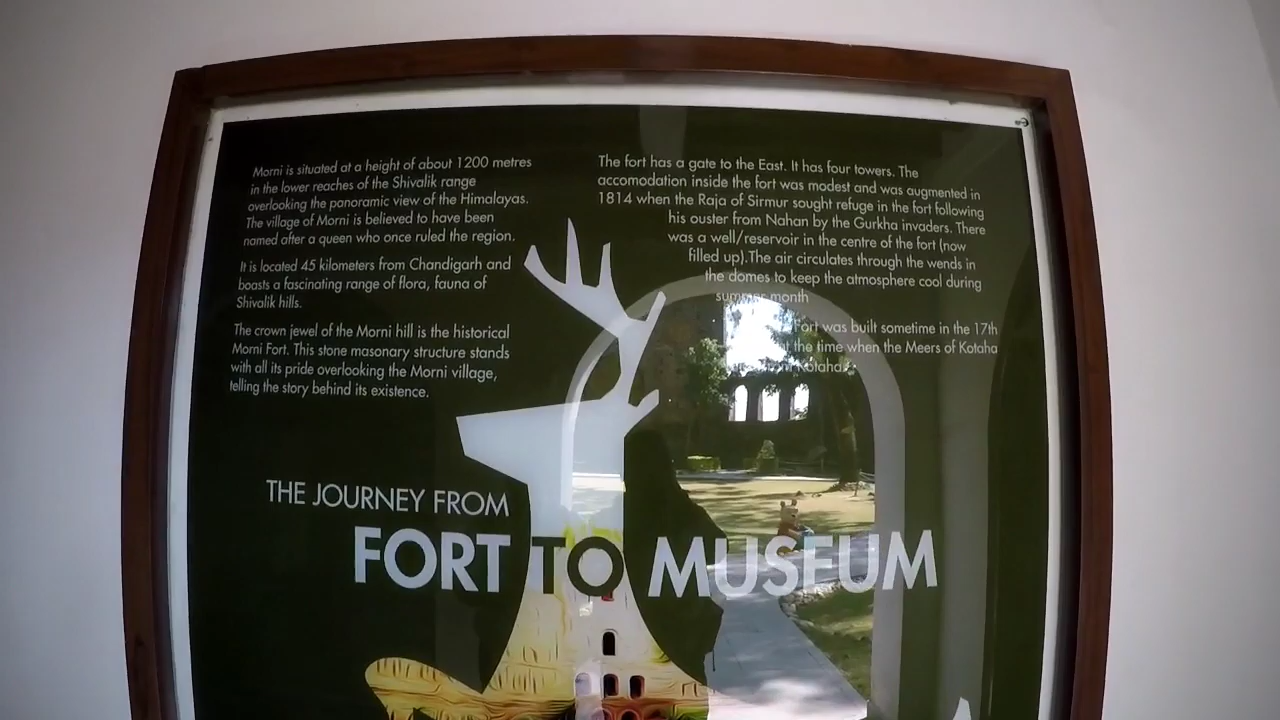 Morni is situated at a height of about 1200 metres
in the lower reaches of the Shivalik range
overlooking the panoramic view of the Himalayas.
The village of Morni is believed to have been
named after a queen who once ruled the region.
It is located 45 kilometers from Chandigarh and
boasts a fascinating range of flora, fauna of
Shivalik hills.
The crown jewel of the Morni hill is the historical
Morni Fort. This stone masonary structure stands
with all its pride overlooking the Morni village,
telling the story behind its existence.
The fort has a gate to the East. It has four towers. The
accomodation inside the fort was modest and was augmented in
1814 when the Raja of Sirmur sought refuge in the fort following
his ouster from Nahan by the Gurkha invaders. There
was a well/reservoir in the centre of the fort (now
filled up).The air circulates through the wends in
the domes to keep the atmosphere cool during
summer month
Fort was built sometime in the 17th
the time when the Meers of Kotaha
Kotaha
THE JOURNEY FROM
FORT TO MUSEUM